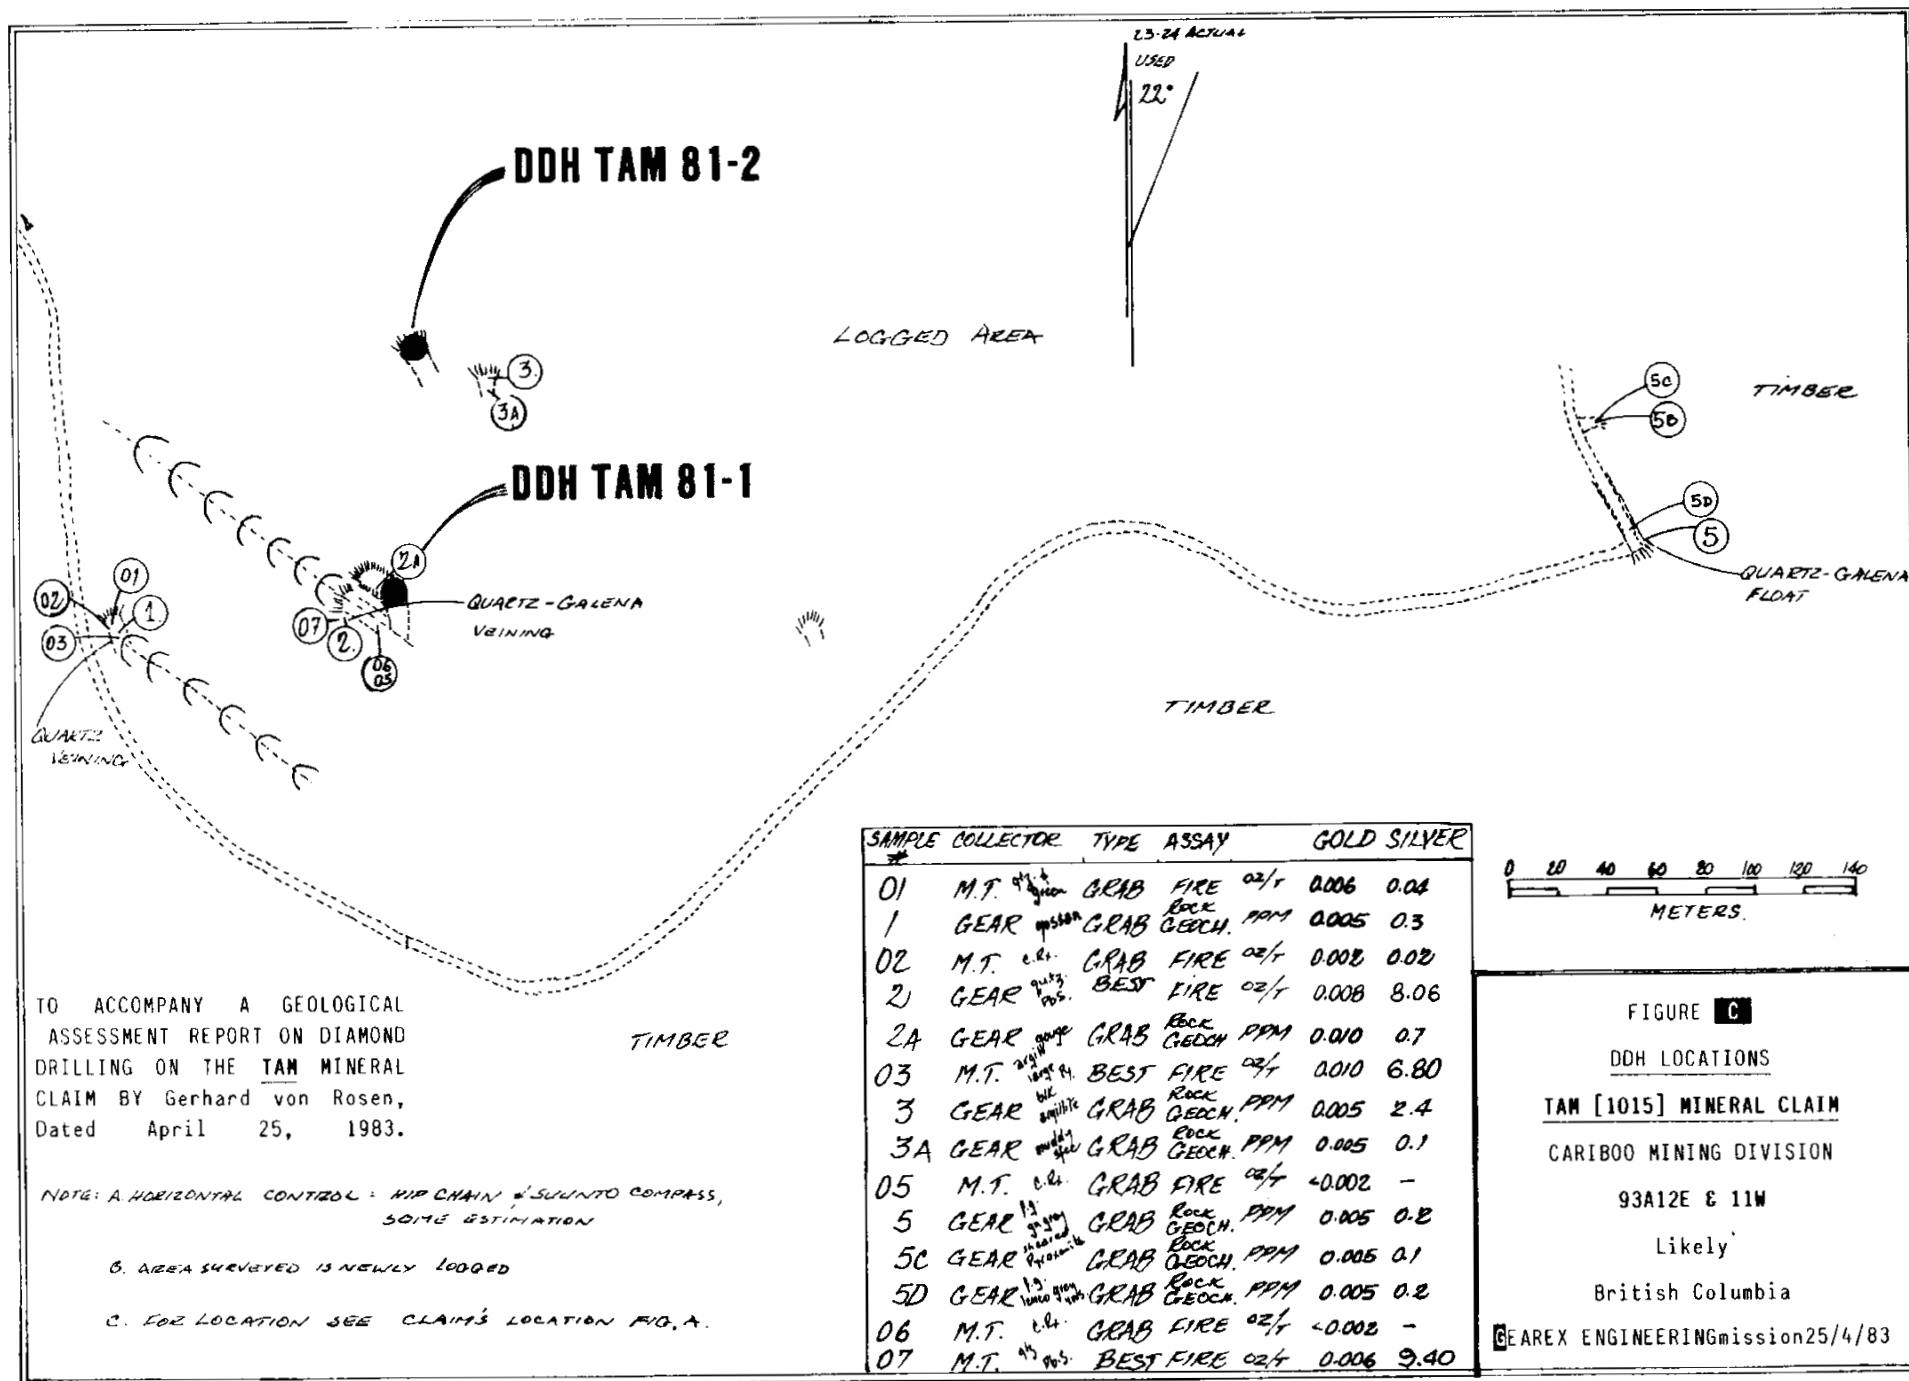 23-24 ACTUAL
USED
22°
DDH TAM 81-2
LOGGED AREA
3
3A
5C
5B
TIMBER
DDH TAM 81-1
5D
5
2A
QUARTZ-GALENA
FLOAT
01
02
1
03
07
2
06
05
QUARTZ-GALENA
VEINING
QUARTZ
VEINING
TIMBER
TIMBER
SAMPLE # COLLECTOR TYPE ASSAY GOLD SILVER
01 M.T. GRAB FIRE OZ/T 0.006 0.04
1 GEAR GRAB ROCK GEOCH. PPM 0.005 0.3
02 M.T. GRAB FIRE OZ/T 0.002 0.02
2 GEAR BEST FIRE OZ/T 0.008 8.06
2A GEAR gouge GRAB ROCK GEOCH PPM 0.010 0.7
03 M.T. BEST FIRE OZ/T 0.010 6.80
3 GEAR blk argillite GRAB ROCK GEOCH. PPM 0.005 2.4
3A GEAR GRAB ROCK GEOCH. PPM 0.005 0.1
05 M.T. GRAB FIRE OZ/T <0.002 -
5 GEAR GRAB ROCK GEOCH. PPM 0.005 0.2
5C GEAR sheared Pyroxenite GRAB ROCK GEOCH. PPM 0.005 0.1
5D GEAR GRAB ROCK GEOCH. PPM 0.005 0.2
06 M.T. GRAB FIRE OZ/T <0.002 -
07 M.T. BEST FIRE OZ/T 0.006 9.40
0 20 40 60 80 100 120 140
METERS.
TO ACCOMPANY A GEOLOGICAL
ASSESSMENT REPORT ON DIAMOND
DRILLING ON THE TAM MINERAL
CLAIM BY Gerhard von Rosen,
Dated April 25, 1983.
NOTE: A. HORIZONTAL CONTROL : HIP CHAIN & SUUNTO COMPASS,
SOME ESTIMATION
B. AREA SURVEYED IS NEWLY LOGGED
C. FOR LOCATION SEE CLAIM'S LOCATION FIG. A.
FIGURE C
DDH LOCATIONS
TAM [1015] MINERAL CLAIM
CARIBOO MINING DIVISION
93A12E & 11W
Likely
British Columbia
GEAREX ENGINEERINGmission25/4/83